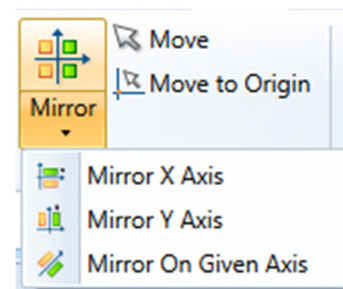 Move
Move to Origin
Mirror
Mirror X Axis
Mirror Y Axis
Mirror On Given Axis